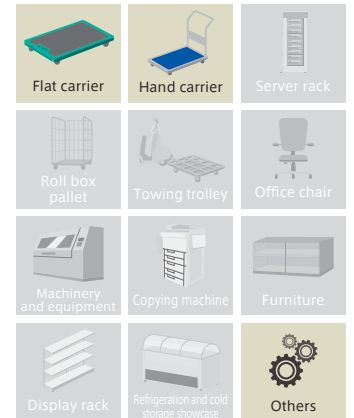 Flat carrier
Hand carrier
Server rack
Roll box
pallet
Towing trolley
Office chair
Machinery
and equipment
Copying machine
Furniture
Display rack
Refrigeration and cold
storage showcase
Others